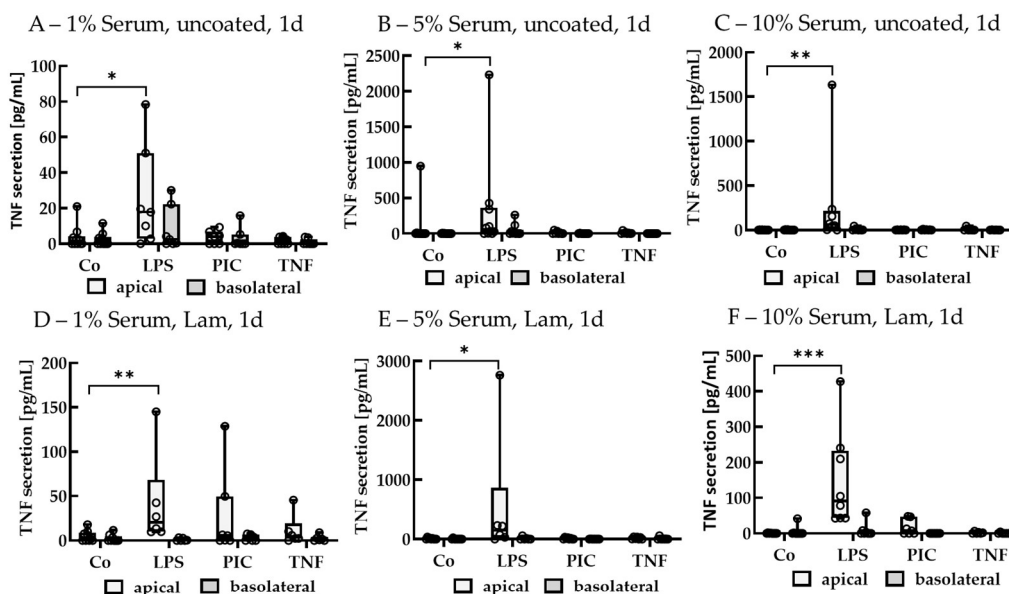 A – 1% Serum, uncoated, 1d
TNF secretion [pg/mL]
100
80
60
40
20
0
*
Co LPS PIC TNF
apical basolateral
B – 5% Serum, uncoated, 1d
TNF secretion [pg/mL]
2500
2000
1500
1000
500
0
*
Co LPS PIC TNF
apical basolateral
C – 10% Serum, uncoated, 1d
TNF secretion [pg/mL]
2000
1500
1000
500
0
**
Co LPS PIC TNF
apical basolateral
D – 1% Serum, Lam, 1d
TNF secretion [pg/mL]
200
150
100
50
0
**
Co LPS PIC TNF
apical basolateral
E – 5% Serum, Lam, 1d
TNF secretion [pg/mL]
3000
2000
1000
0
*
Co LPS PIC TNF
apical basolateral
F – 10% Serum, Lam, 1d
TNF secretion [pg/mL]
500
400
300
200
100
0
***
Co LPS PIC TNF
apical basolateral